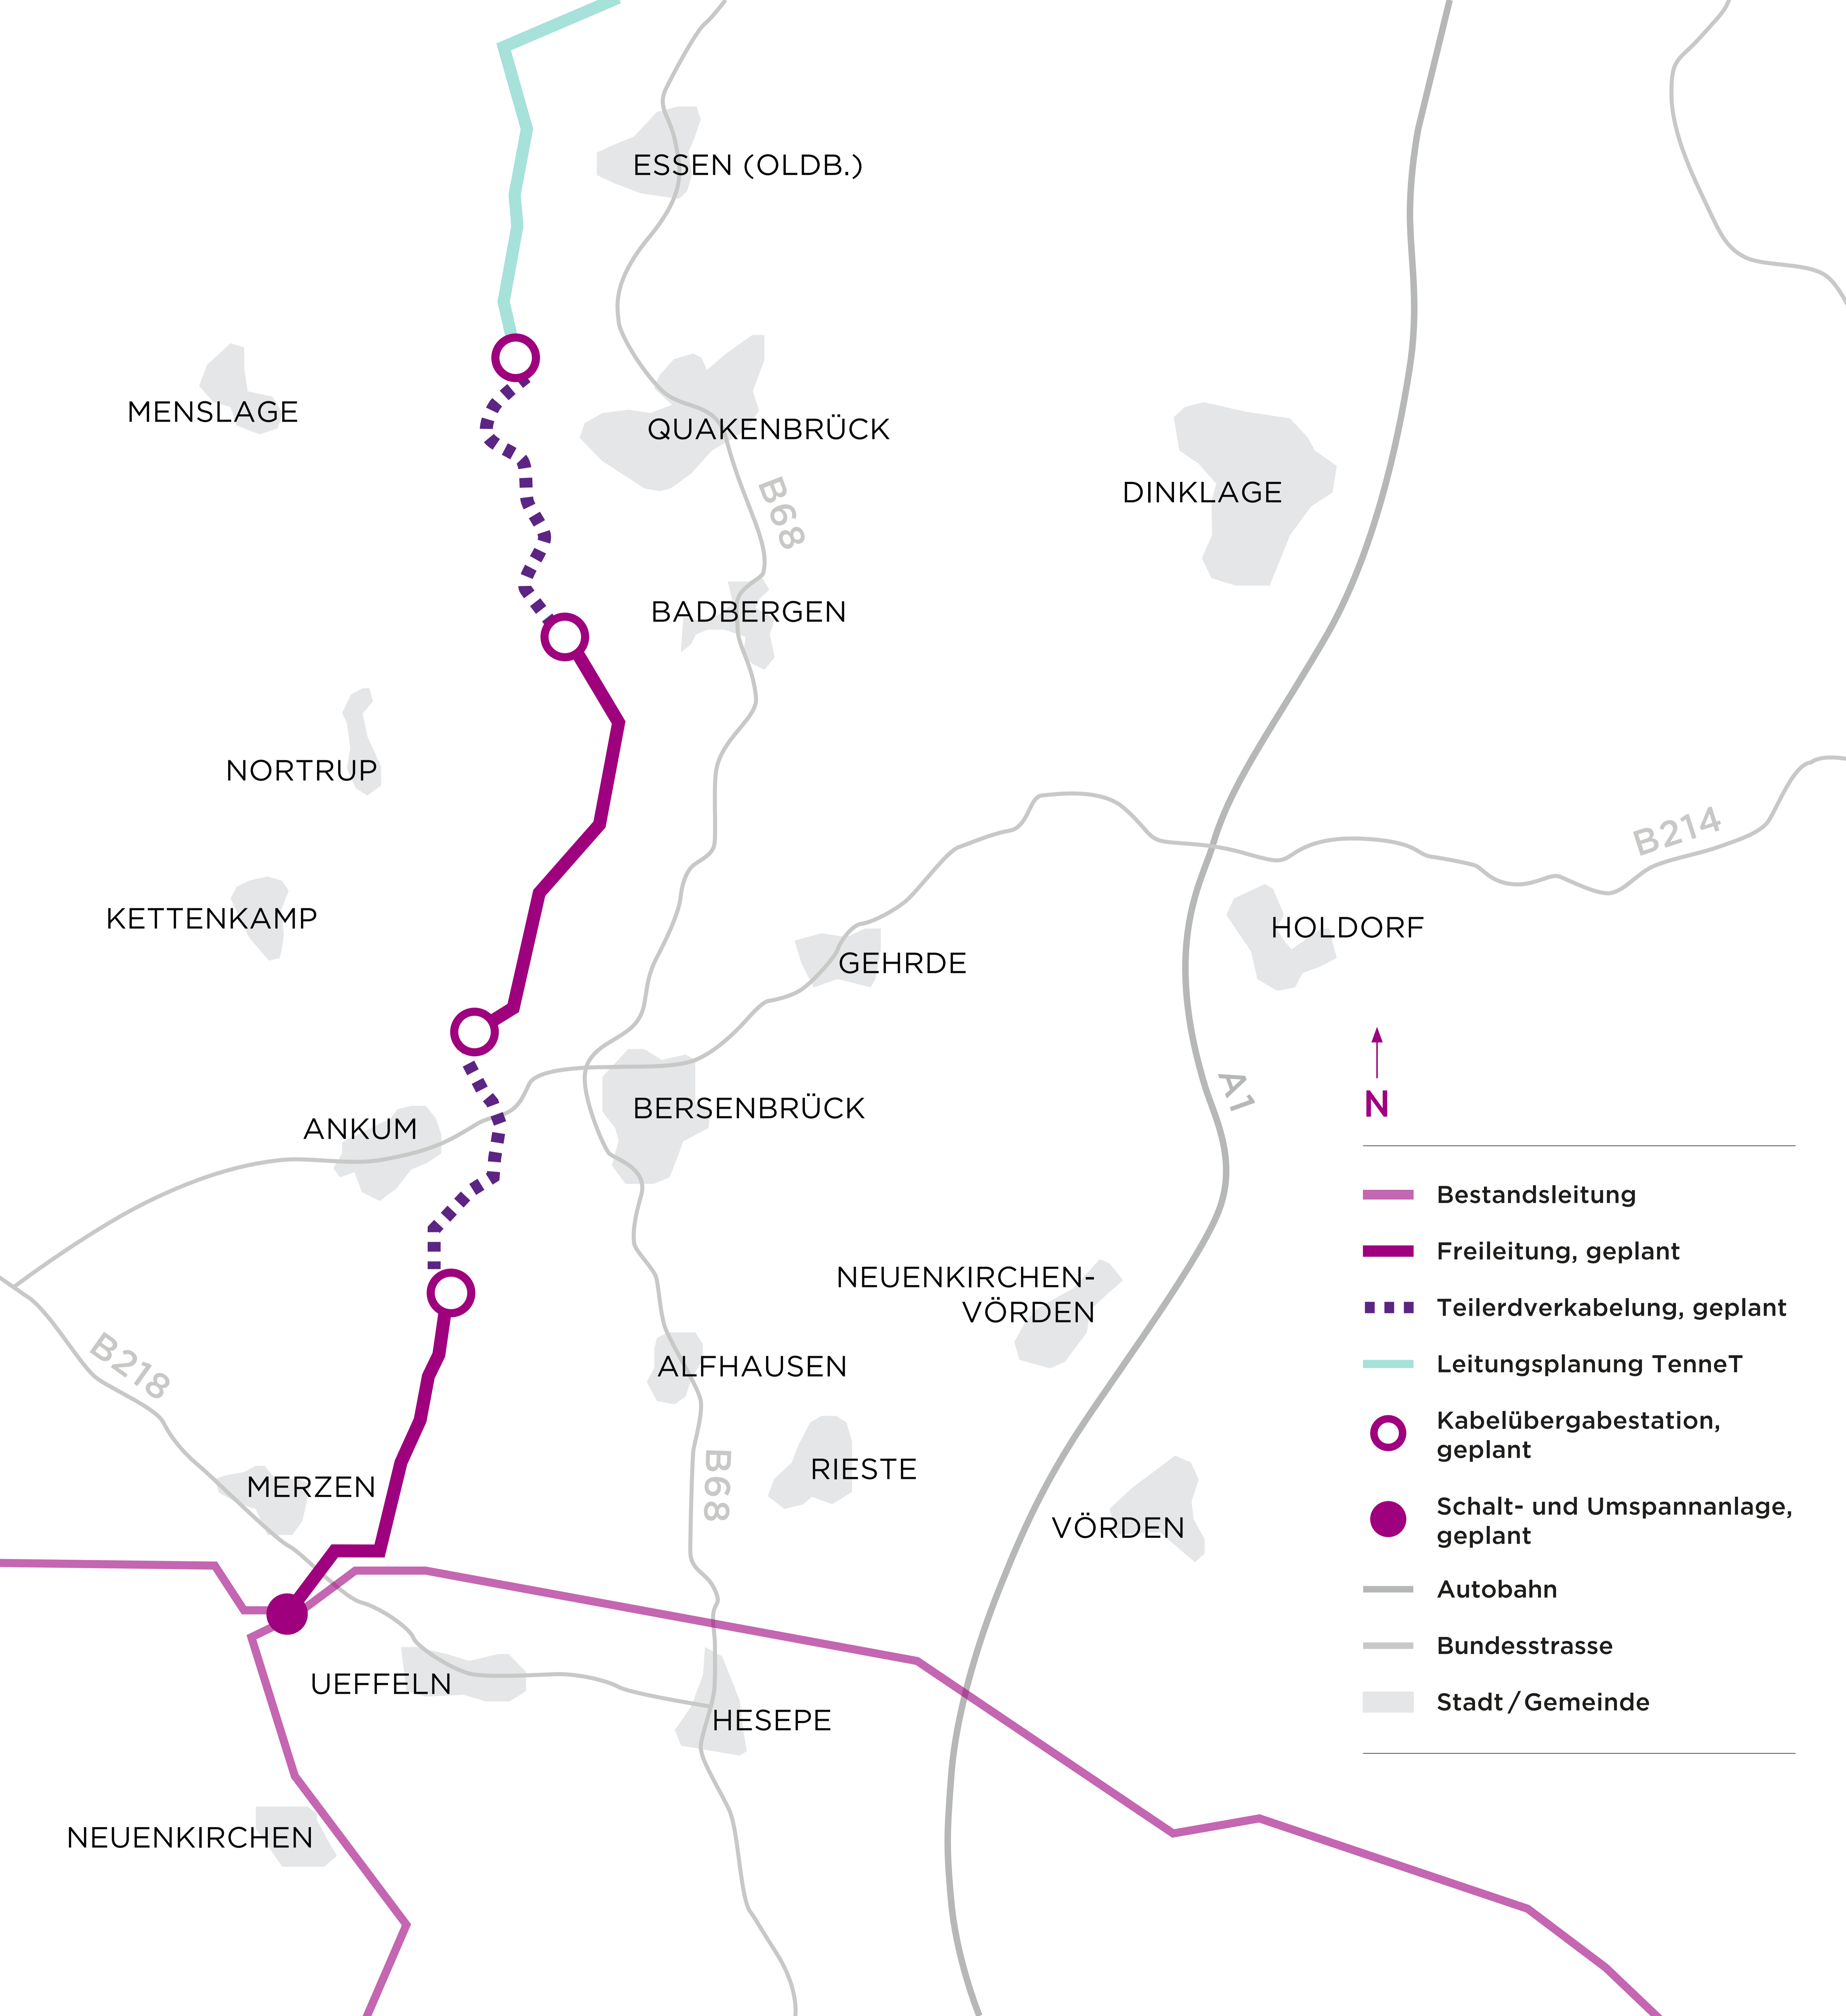 ESSEN (OLDB.)
MENSLAGE
QUAKENBRÜCK
B68
DINKLAGE
BADBERGEN
NORTRUP
B214
KETTENKAMP
HOLDORF
GEHRDE
A1
N
BERSENBRÜCK
ANKUM
NEUENKIRCHEN-
VÖRDEN
B218
ALFHAUSEN
B68
RIESTE
MERZEN
VÖRDEN
UEFFELN
HESEPE
NEUENKIRCHEN
Bestandsleitung
Freileitung, geplant
Teilerdverkabelung, geplant
Leitungsplanung TenneT
Kabelübergabestation,
geplant
Schalt- und Umspannanlage,
geplant
Autobahn
Bundesstrasse
Stadt/Gemeinde